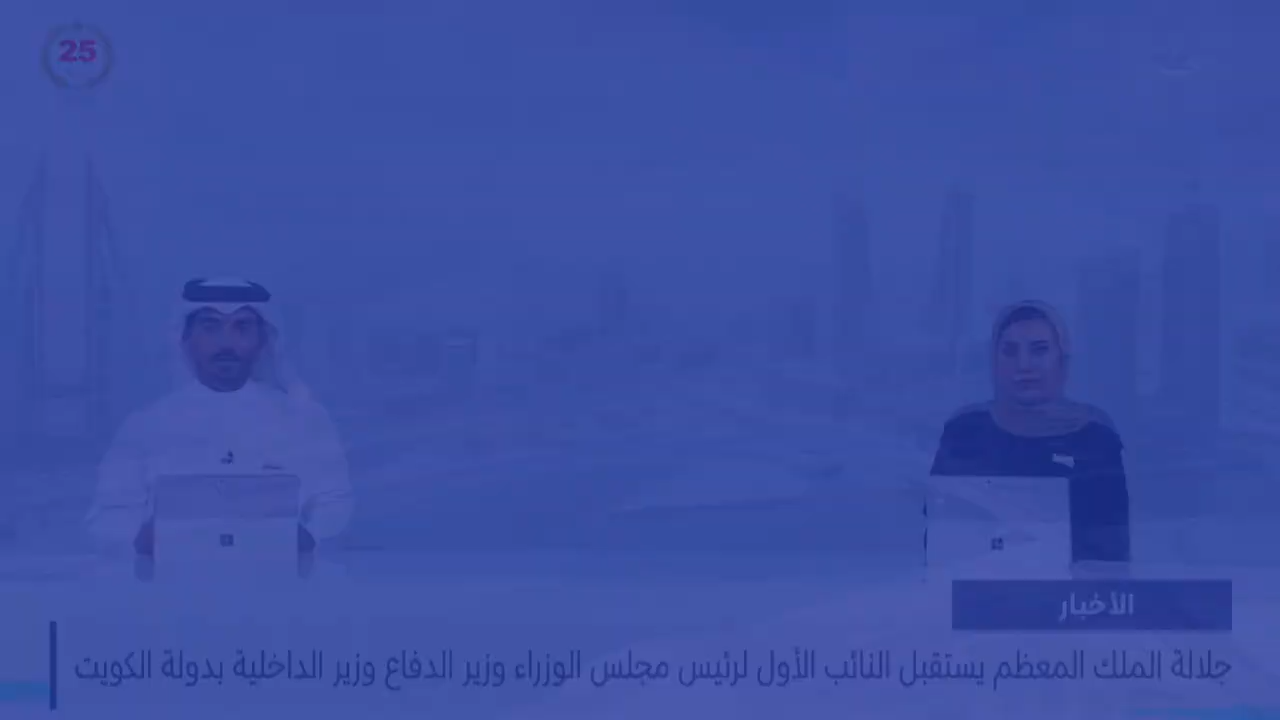 25
الأخبار
جلالة الملك المعظم يستقبل النائب الأول لرئيس مجلس الوزراء وزير الدفاع وزير الداخلية بدولة الكويت